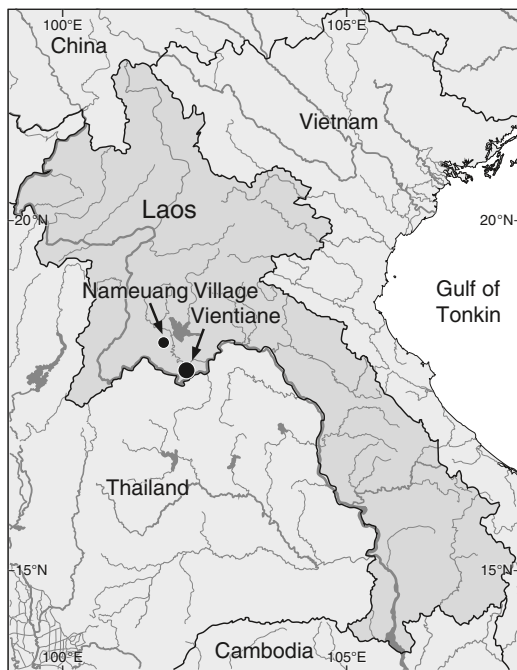 100°E
105°E
China
Vietnam
Laos
20°N
20°N
Nameuang Village
Vientiane
Gulf of
Tonkin
Thailand
15°N
15°N
100°E
105°E
Cambodia